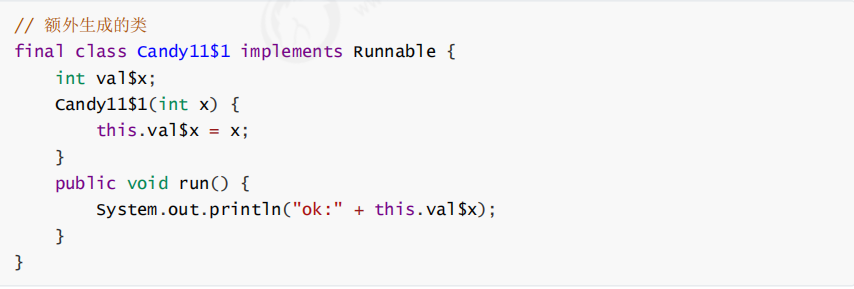 // 额外生成的类
final class Candy11$1 implements Runnable {
    int val$x;
    Candy11$1(int x) {
        this.val$x = x;
    }
    public void run() {
        System.out.println("ok:" + this.val$x);
    }
}